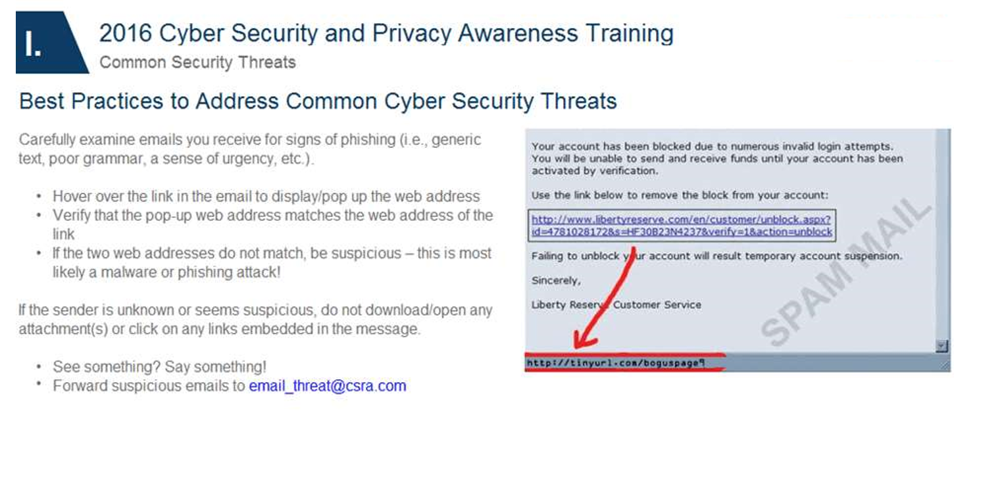 I.
2016 Cyber Security and Privacy Awareness Training
Common Security Threats
Best Practices to Address Common Cyber Security Threats
Carefully examine emails you receive for signs of phishing (i.e., generic
text, poor grammar, a sense of urgency, etc.).
• Hover over the link in the email to display/pop up the web address
• Verify that the pop-up web address matches the web address of the
link
• If the two web addresses do not match, be suspicious – this is most
likely a malware or phishing attack!
If the sender is unknown or seems suspicious, do not download/open any
attachment(s) or click on any links embedded in the message.
• See something? Say something!
• Forward suspicious emails to email_threat@csra.com
Your account has been blocked due to numerous invalid login attempts.
You will be unable to send and receive funds until your account has been
activated by verification.
Use the link below to remove the block from your account:
http://www.libertyreserve.com/en/customer/unblock.aspx?
id=4781028172&s=HF30B23N4237&verify=1&action=unblock
Failing to unblock your account will result temporary account suspension.
Sincerely,
Liberty Reserve Customer Service
SPAM MAIL
http://tinyurl.com/boguspage